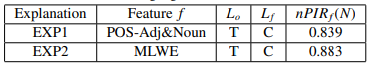 Explanation Feature f L_o L_f nPIR_f(N)
EXP1 POS-Adj&Noun T C 0.839
EXP2 MLWE T C 0.883